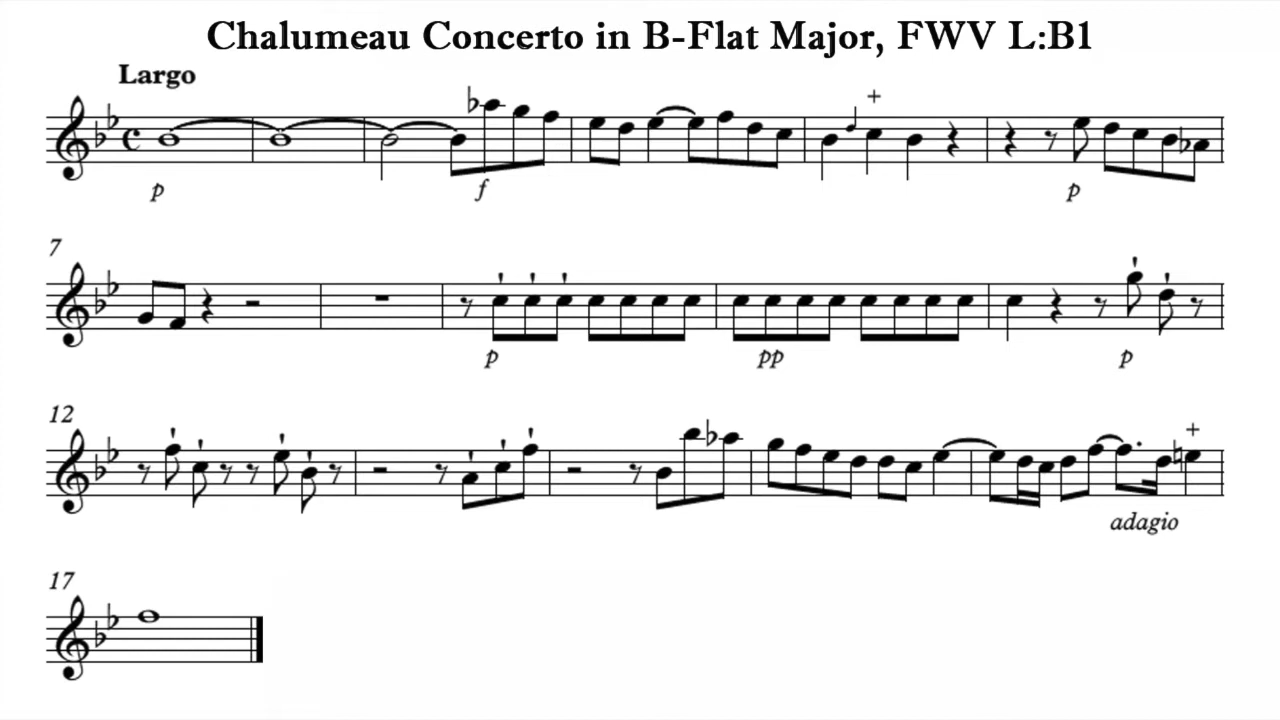 Chalumeau Concerto in B-Flat Major, FWV L:B1
Largo
p
f
p
7
p
pp
p
12
adagio
17